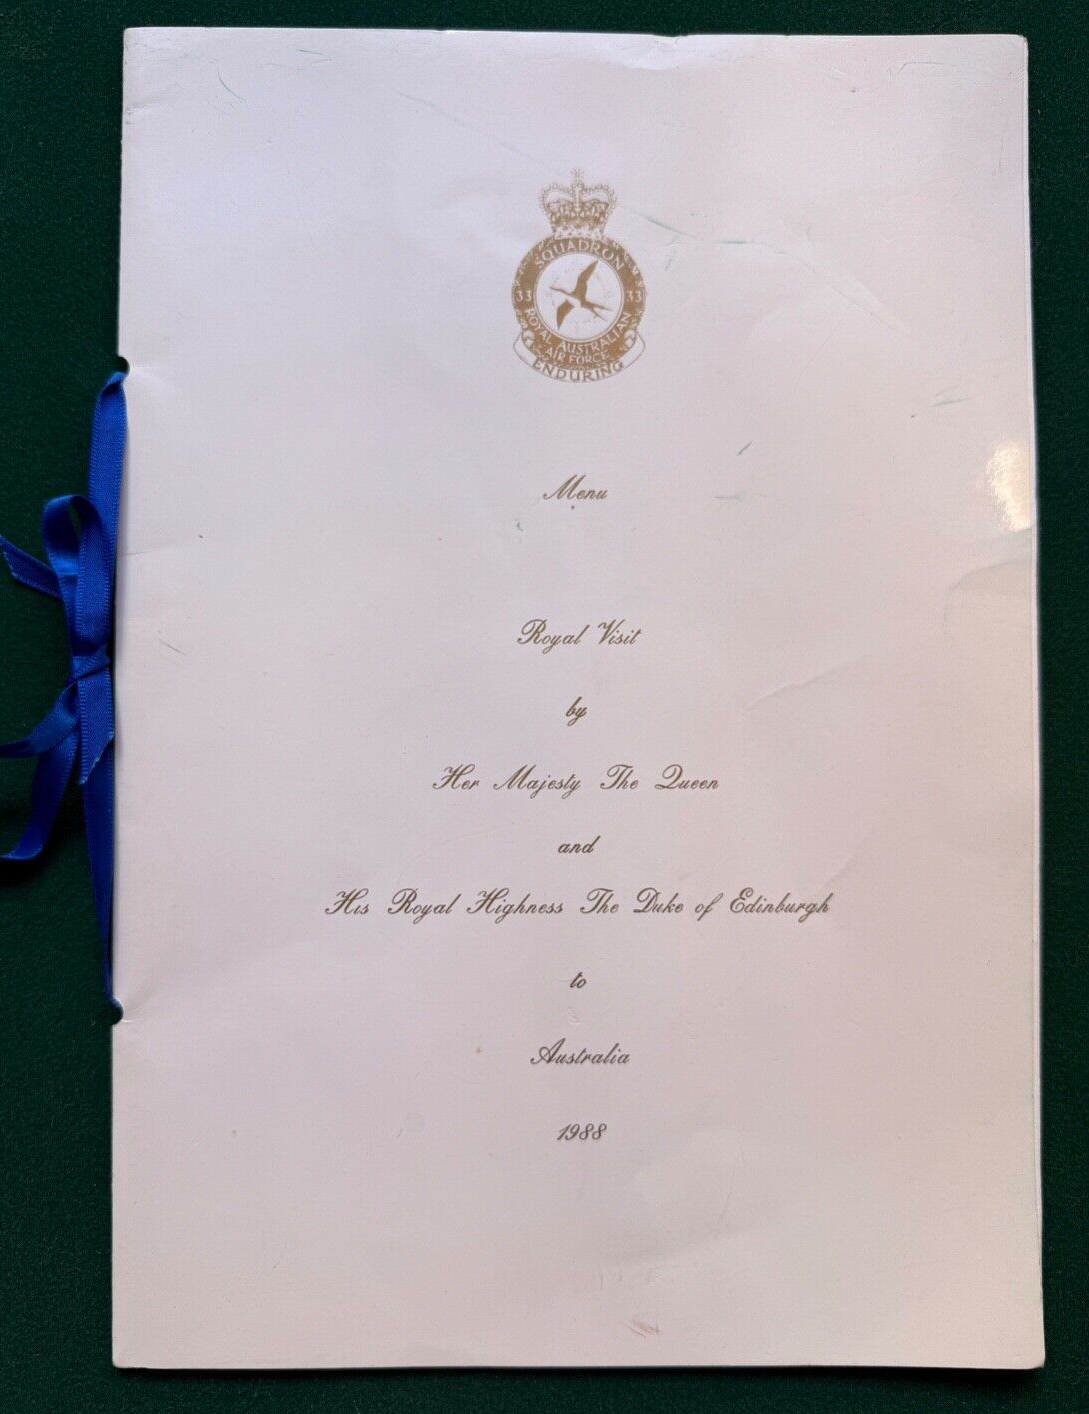 SQUADRON
33 33
ROYAL AUSTRALIAN
AIR FORCE
ENDURING
Menu
Royal Visit
by
Her Majesty The Queen
and
His Royal Highness The Duke of Edinburgh
to
Australia
1988